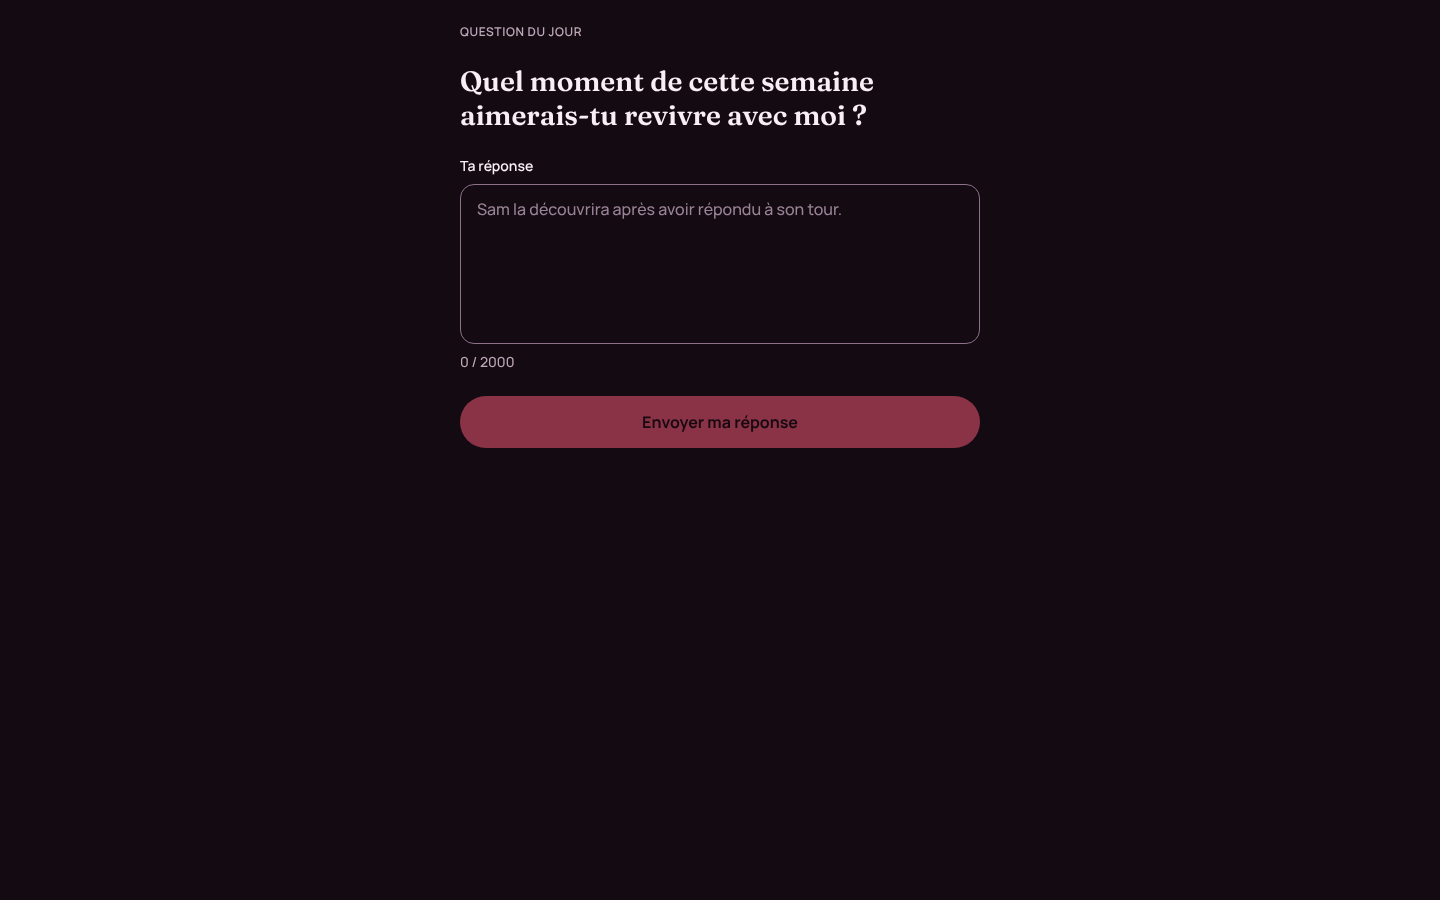 QUESTION DU JOUR
Quel moment de cette semaine
aimerais-tu revivre avec moi ?
Ta réponse
Sam la découvrira après avoir répondu à son tour.
0 / 2000
Envoyer ma réponse